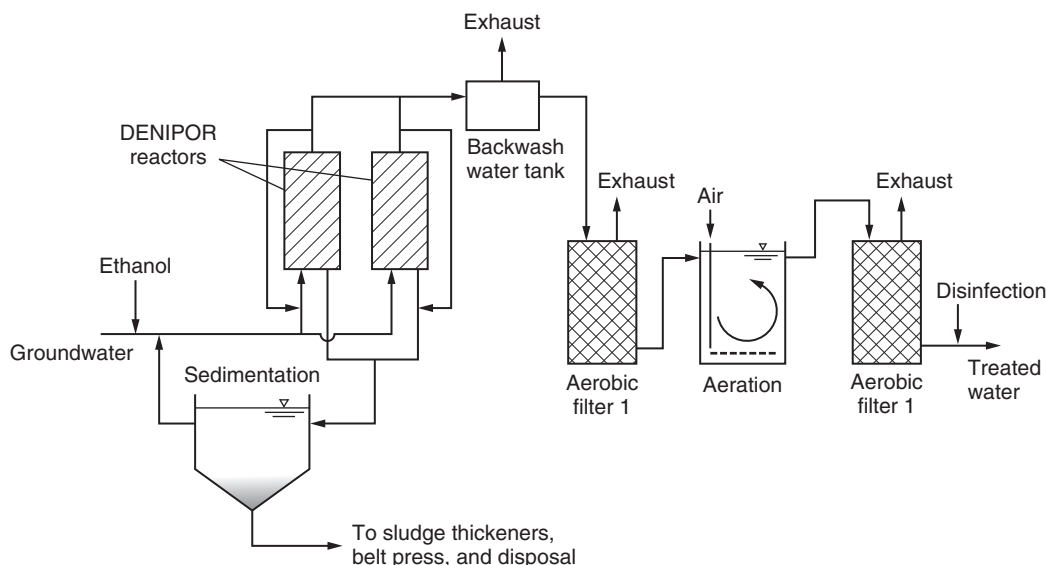 Exhaust
DENIPOR
reactors
Backwash
water tank
Exhaust
Air
Exhaust
Ethanol
Disinfection
Groundwater
Sedimentation
Aerobic
filter 1
Aeration
Aerobic
filter 1
Treated
water
To sludge thickeners,
belt press, and disposal